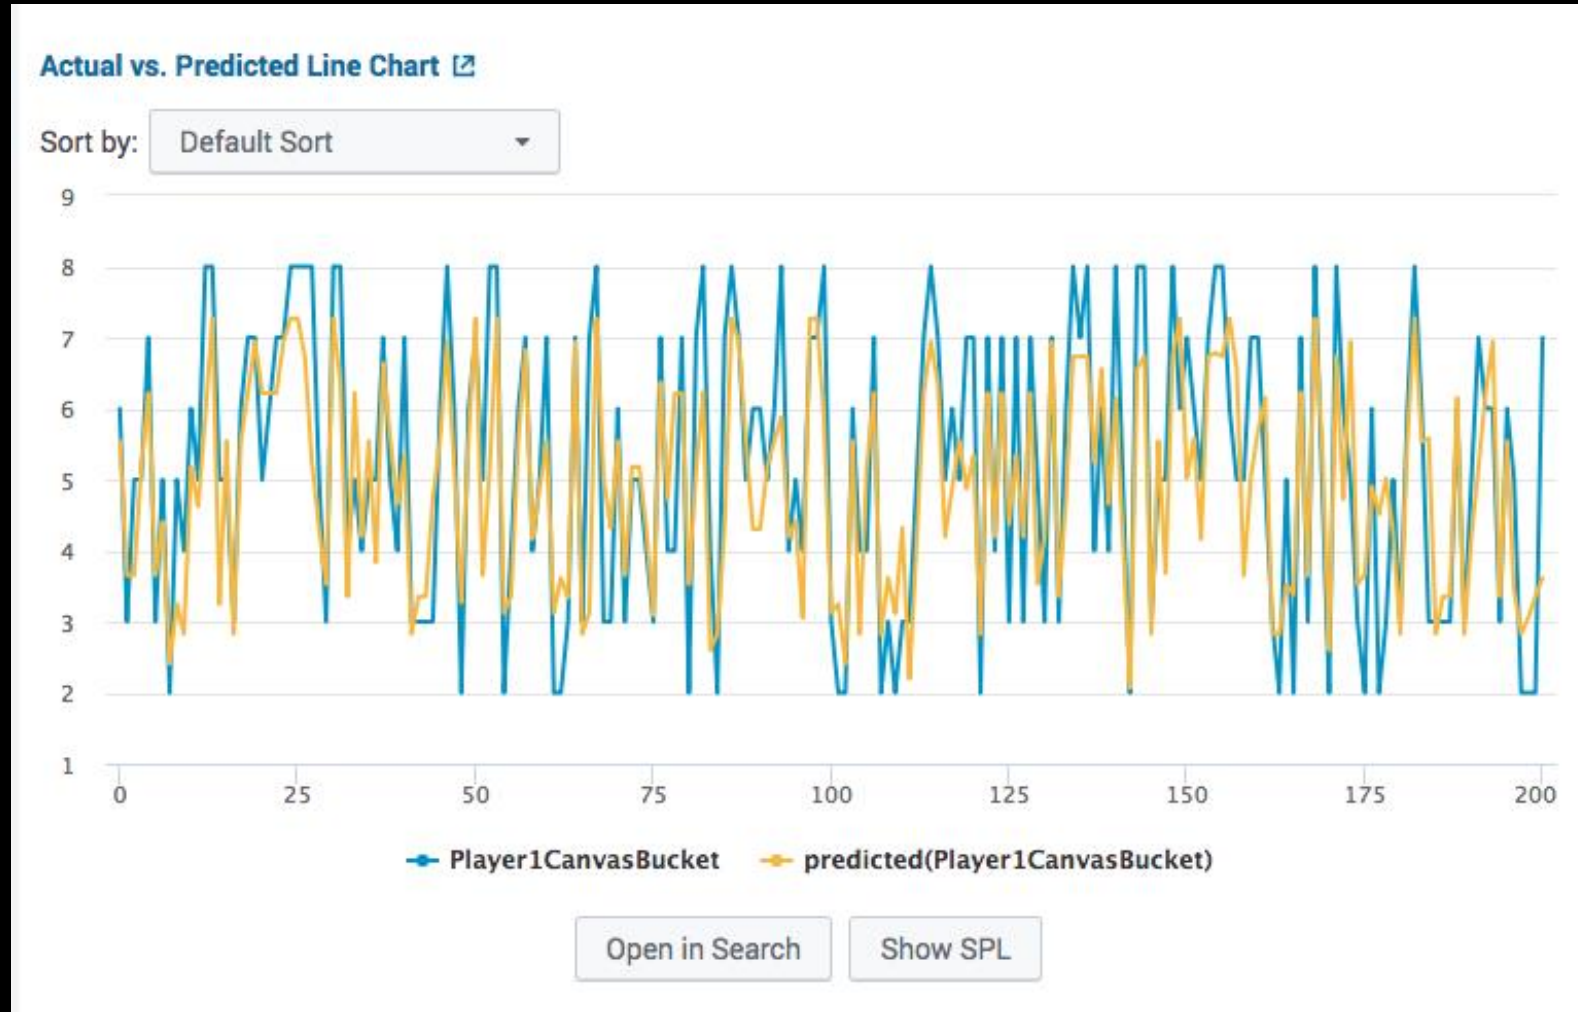 Actual vs. Predicted Line Chart
Sort by: Default Sort
9
8
7
6
5
4
3
2
1
0 25 50 75 100 125 150 175 200
Player1CanvasBucket predicted(Player1CanvasBucket)
Open in Search Show SPL